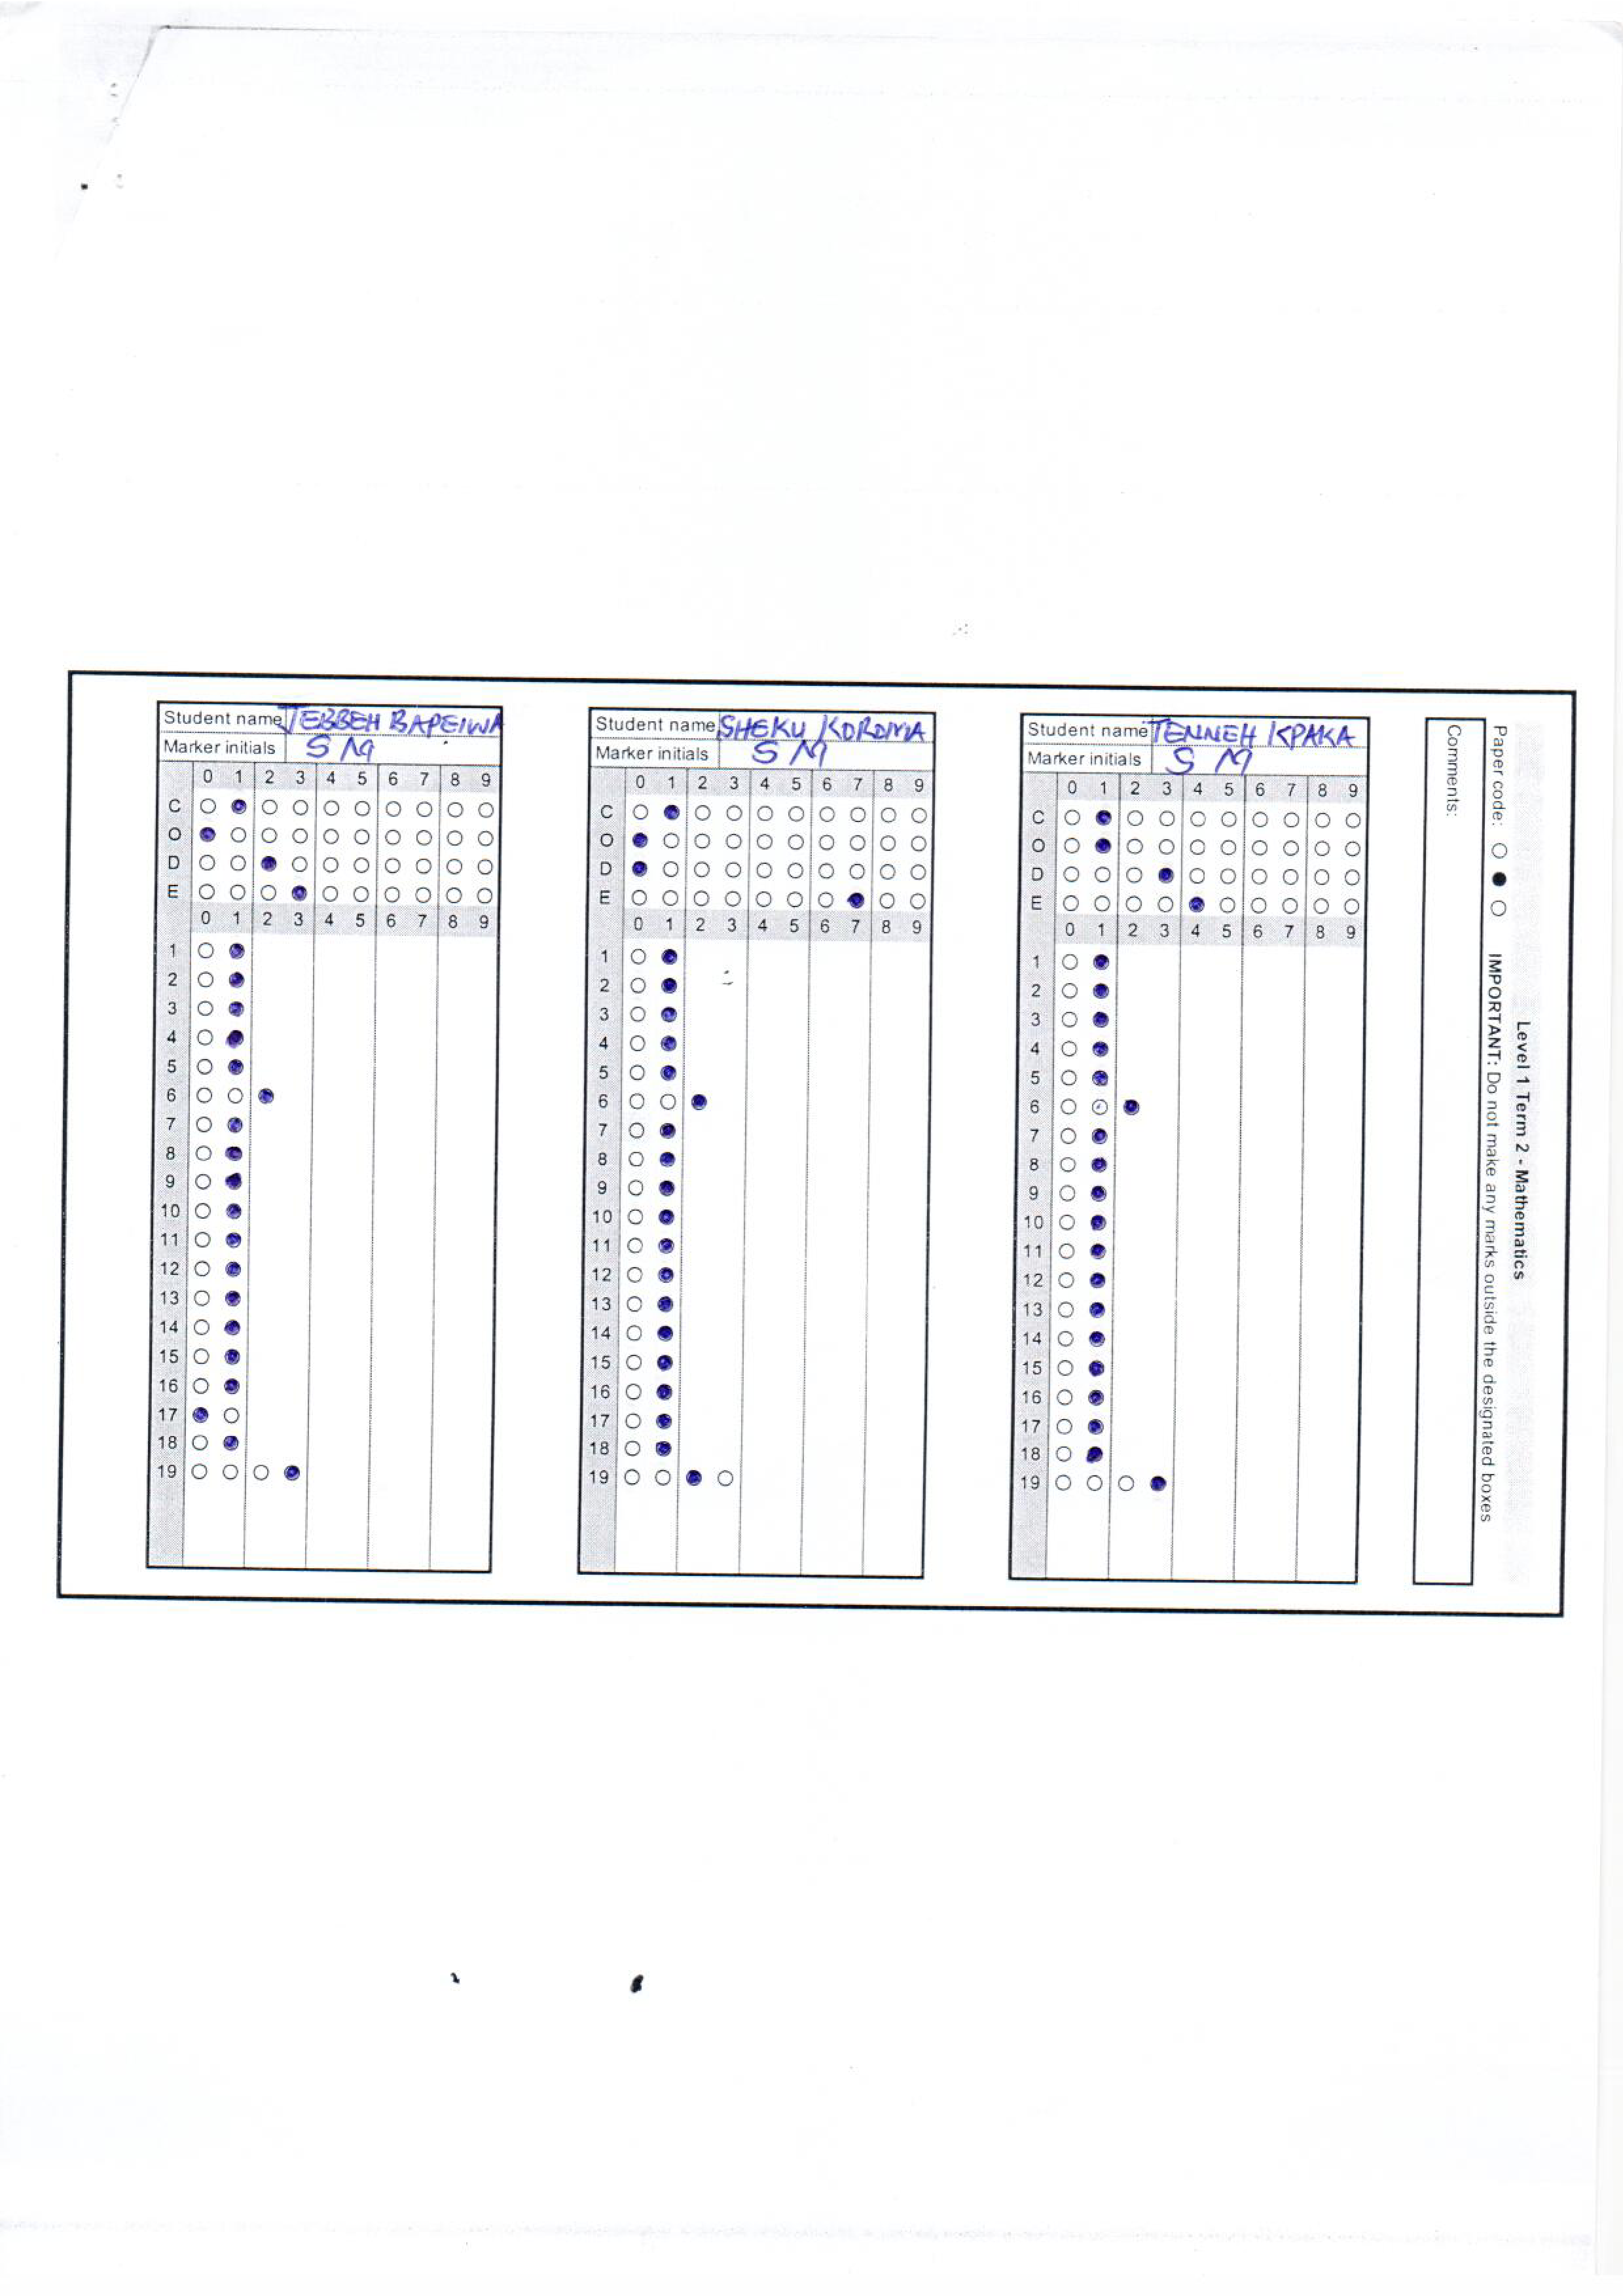 Student name JEBBEH BAPEIWA
Marker initials S M
0 1 2 3 4 5 6 7 8 9
C
O
D
E
0 1 2 3 4 5 6 7 8 9
1
2
3
4
5
6
7
8
9
10
11
12
13
14
15
16
17
18
19
Student name SHEKU KOROMA
Marker initials S M
0 1 2 3 4 5 6 7 8 9
C
O
D
E
0 1 2 3 4 5 6 7 8 9
1
2
3
4
5
6
7
8
9
10
11
12
13
14
15
16
17
18
19
Student name TENNEH KPAKA
Marker initials S M
0 1 2 3 4 5 6 7 8 9
C
O
D
E
0 1 2 3 4 5 6 7 8 9
1
2
3
4
5
6
7
8
9
10
11
12
13
14
15
16
17
18
19
Level 1 Term 2 - Mathematics
Paper code: IMPORTANT: Do not make any marks outside the designated boxes
Comments: